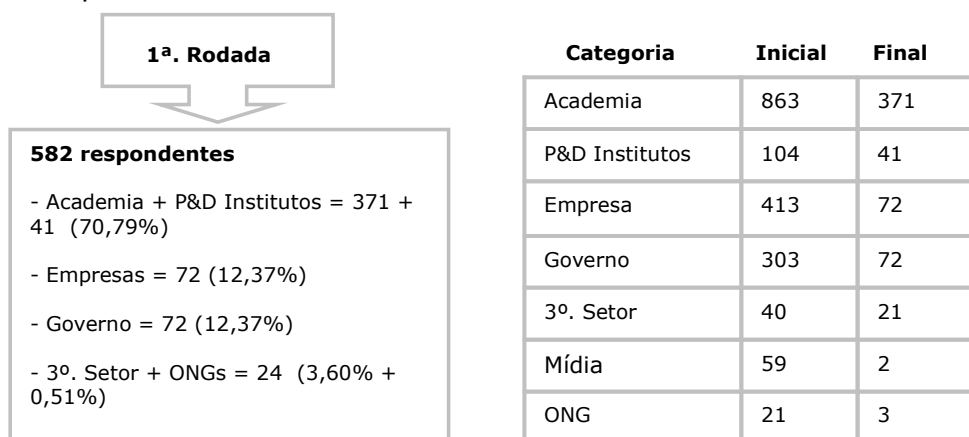 1ª. Rodada
582 respondentes
- Academia + P&D Institutos = 371 +
41 (70,79%)
- Empresas = 72 (12,37%)
- Governo = 72 (12,37%)
- 3º. Setor + ONGs = 24 (3,60% +
0,51%)
Categoria Inicial Final
Academia 863 371
P&D Institutos 104 41
Empresa 413 72
Governo 303 72
3º. Setor 40 21
Mídia 59 2
ONG 21 3